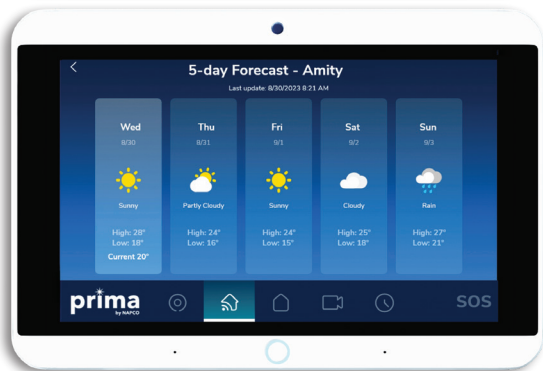 5-day Forecast - Amity
Last update: 8/30/2023 8:21 AM
Wed
8/30
Sunny
High: 28°
Low: 18°
Current 20°
Thu
8/31
Partly Cloudy
High: 24°
Low: 16°
Fri
9/1
Sunny
High: 24°
Low: 15°
Sat
9/2
Cloudy
High: 25°
Low: 18°
Sun
9/3
Rain
High: 27°
Low: 21°
prima
by NAPCO
SOS